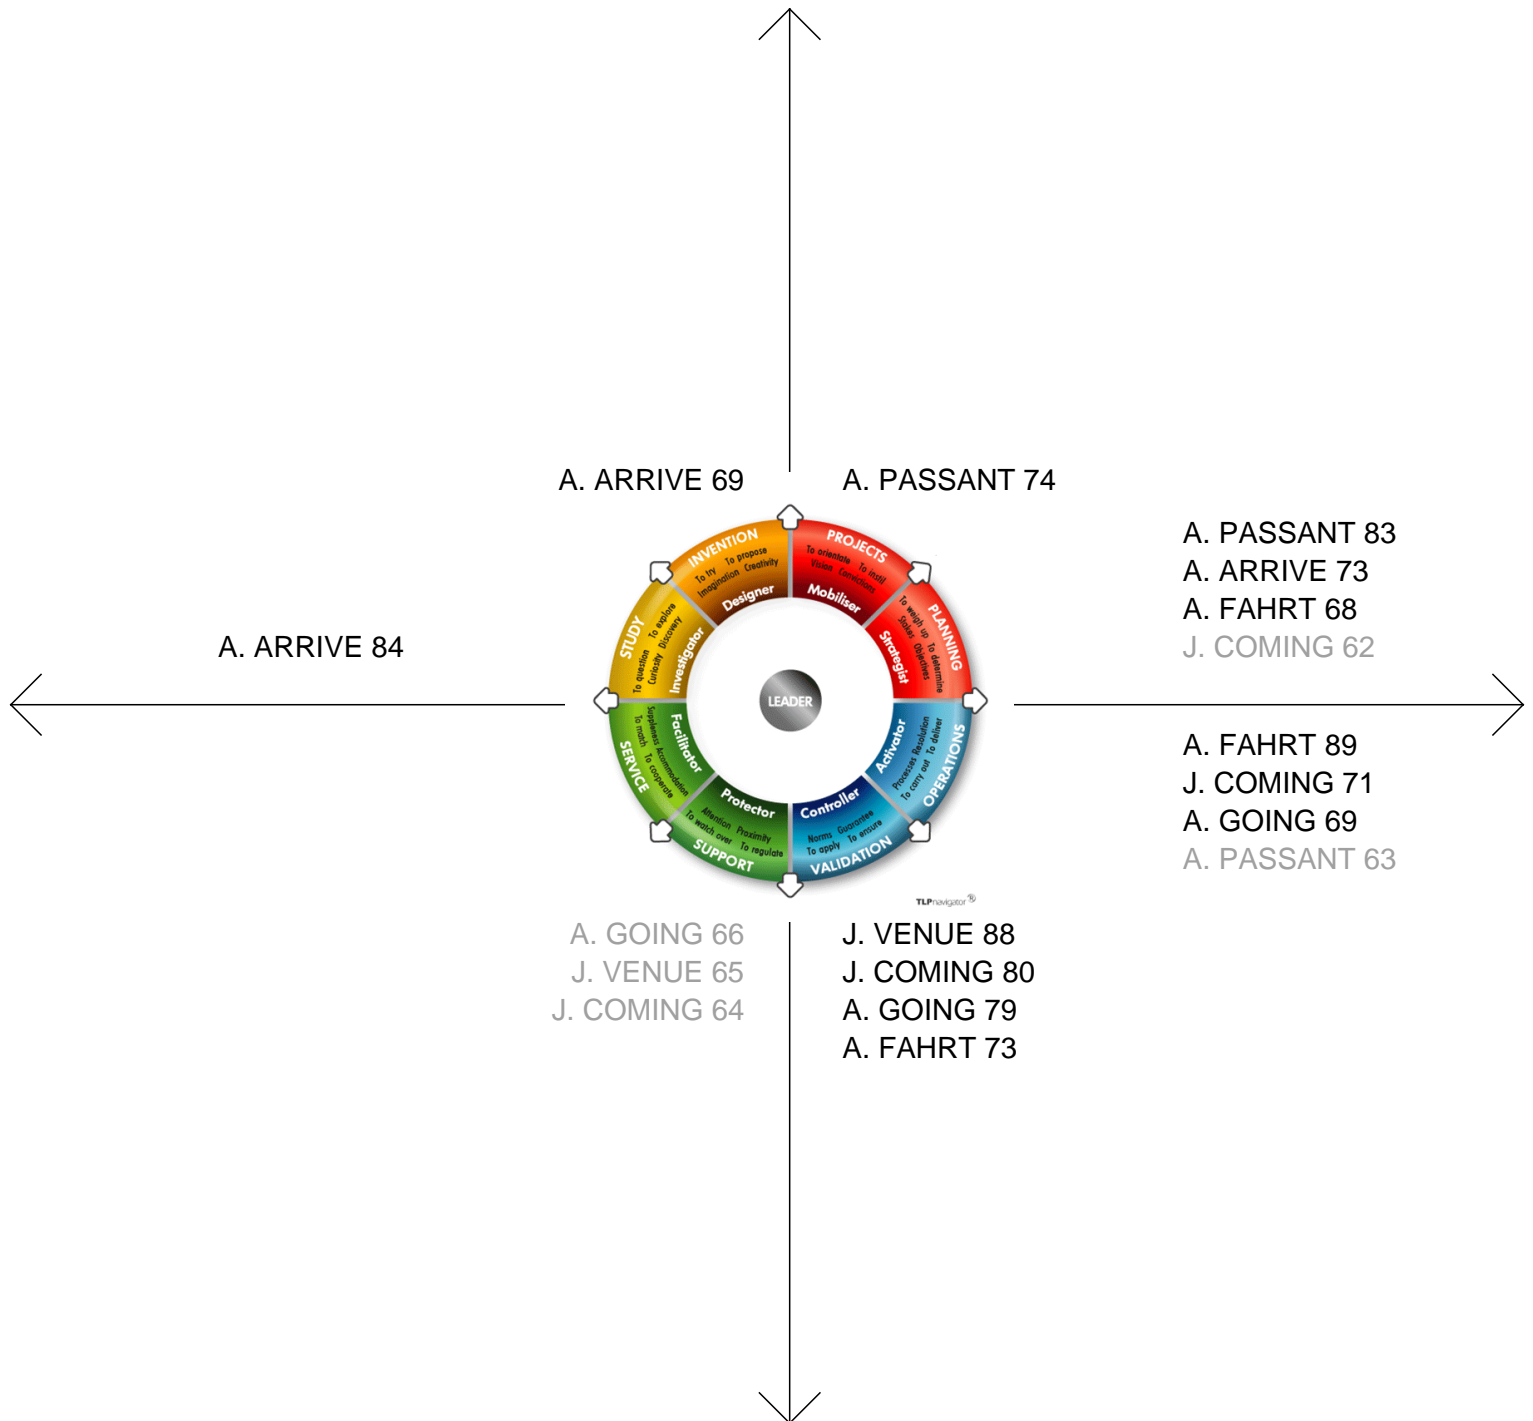 A. ARRIVE 69
A. PASSANT 74
A. PASSANT 83
A. ARRIVE 73
A. FAHRT 68
J. COMING 62
A. ARRIVE 84
INVENTION
To try To propose
Imagination Creativity
Designer
PROJECTS
To orientate To instil
Vision Convictions
Mobiliser
PLANNING
To weigh up To determine
Stakes Objectives
Strategist
STUDY
To question To explore
Curiosity Discovery
Investigator
LEADER
SERVICE
To match To cooperate
Suppleness Accommodation
Facilitator
OPERATIONS
To carry out To deliver
Processes Resolution
Activator
Protector
Attention Proximity
To watch over To regulate
SUPPORT
Controller
Norms Guarantee
To apply To ensure
VALIDATION
TLPnavigator ®
A. FAHRT 89
J. COMING 71
A. GOING 69
A. PASSANT 63
A. GOING 66
J. VENUE 65
J. COMING 64
J. VENUE 88
J. COMING 80
A. GOING 79
A. FAHRT 73